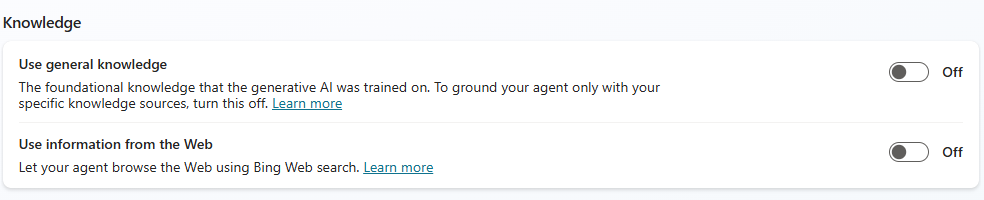 Knowledge
Use general knowledge
Off
The foundational knowledge that the generative AI was trained on. To ground your agent only with your
specific knowledge sources, turn this off. Learn more
Use information from the Web
Off
Let your agent browse the Web using Bing Web search. Learn more